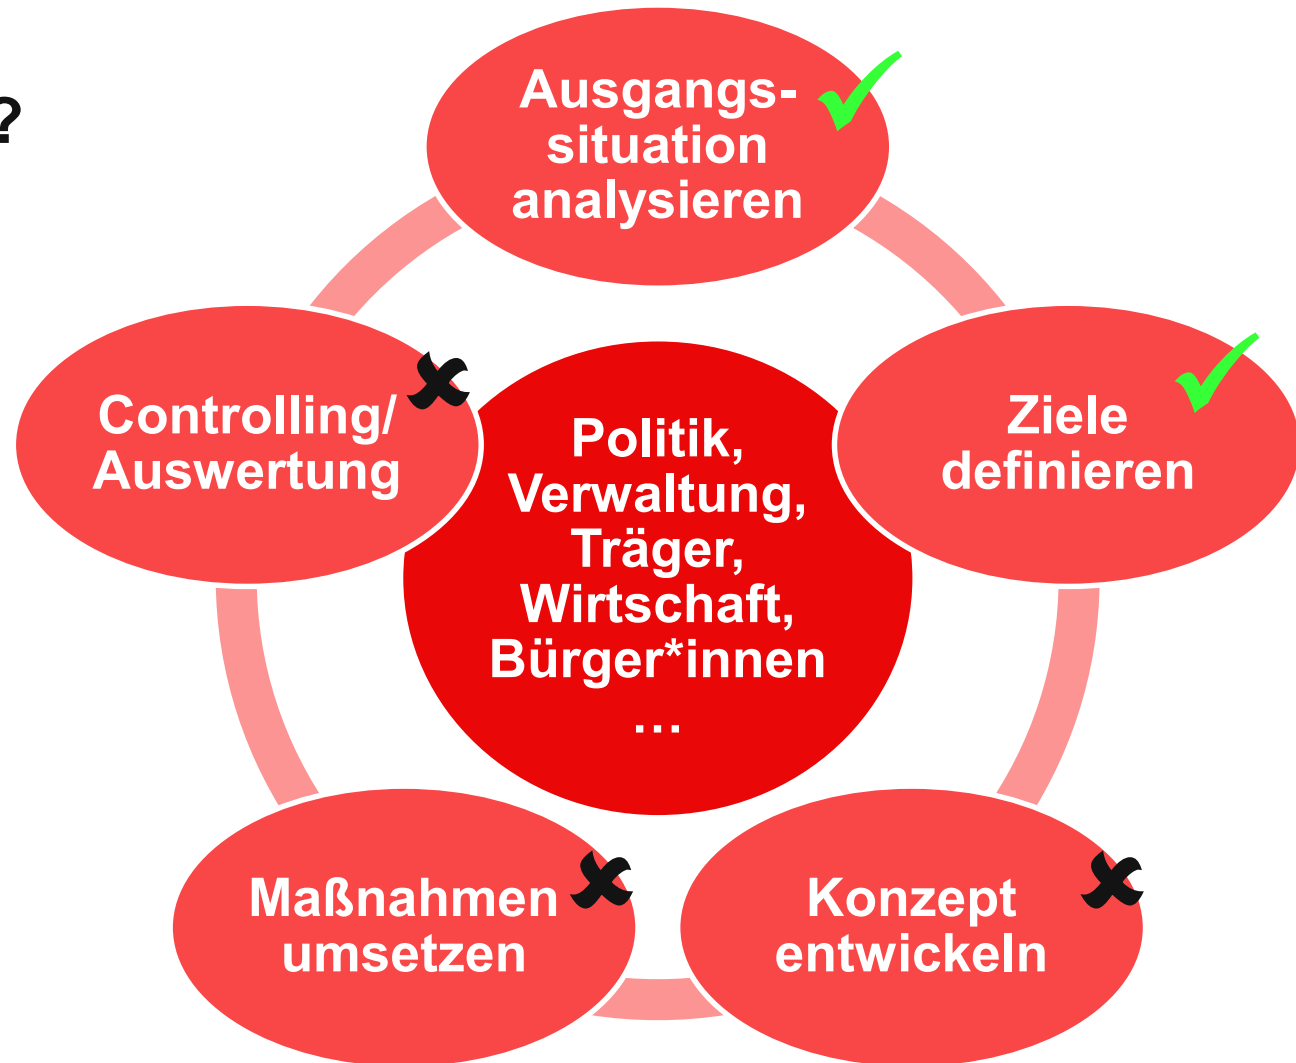 ?
Ausgangs-
situation
analysieren
Ziele
definieren
Controlling/
Auswertung
Politik,
Verwaltung,
Träger,
Wirtschaft,
Bürger*innen
…
Maßnahmen
umsetzen
Konzept
entwickeln